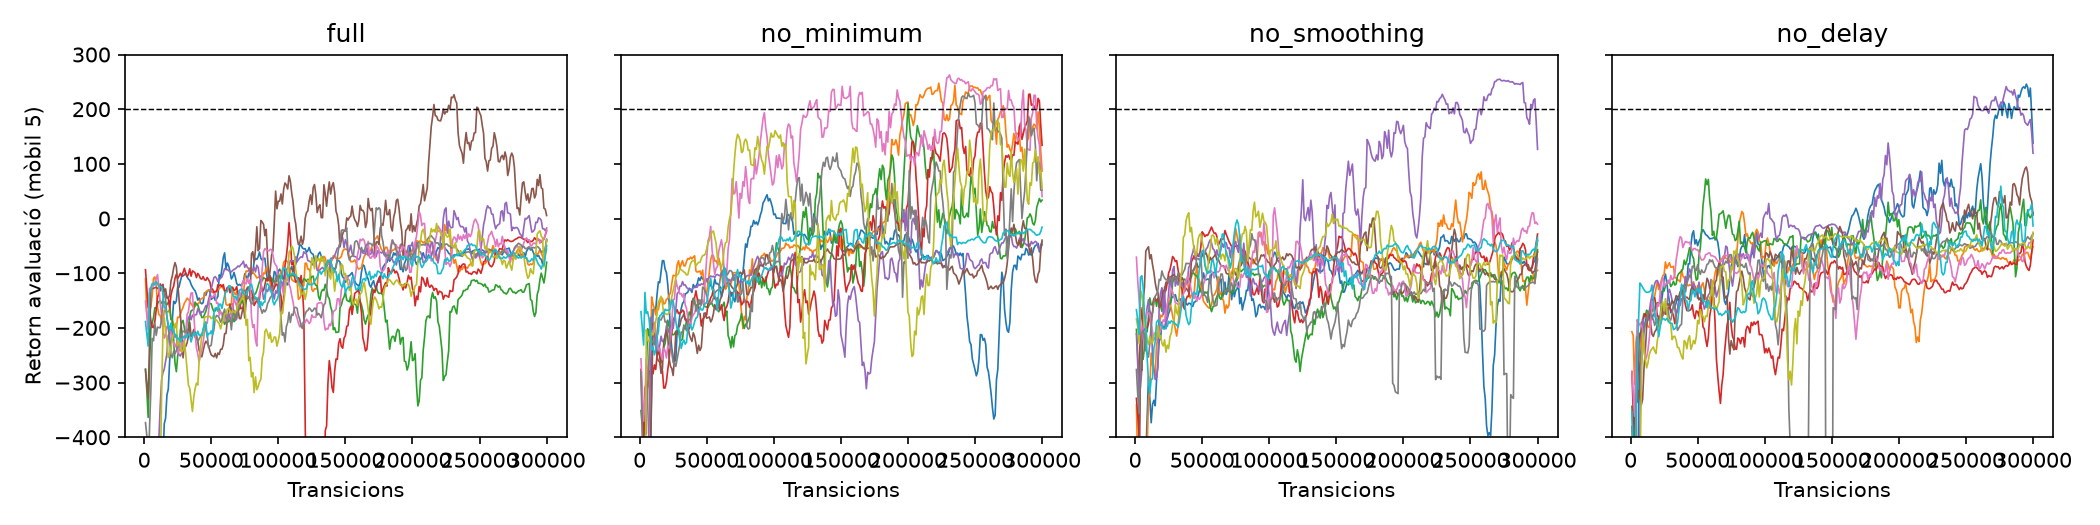 full
no_minimum
no_smoothing
no_delay
Retorn avaluació (mòbil 5)
300
200
100
0
−100
−200
−300
−400
0 50000 100000 150000 200000 250000 300000
0 50000 100000 150000 200000 250000 300000
0 50000 100000 150000 200000 250000 300000
0 50000 100000 150000 200000 250000 300000
Transicions
Transicions
Transicions
Transicions